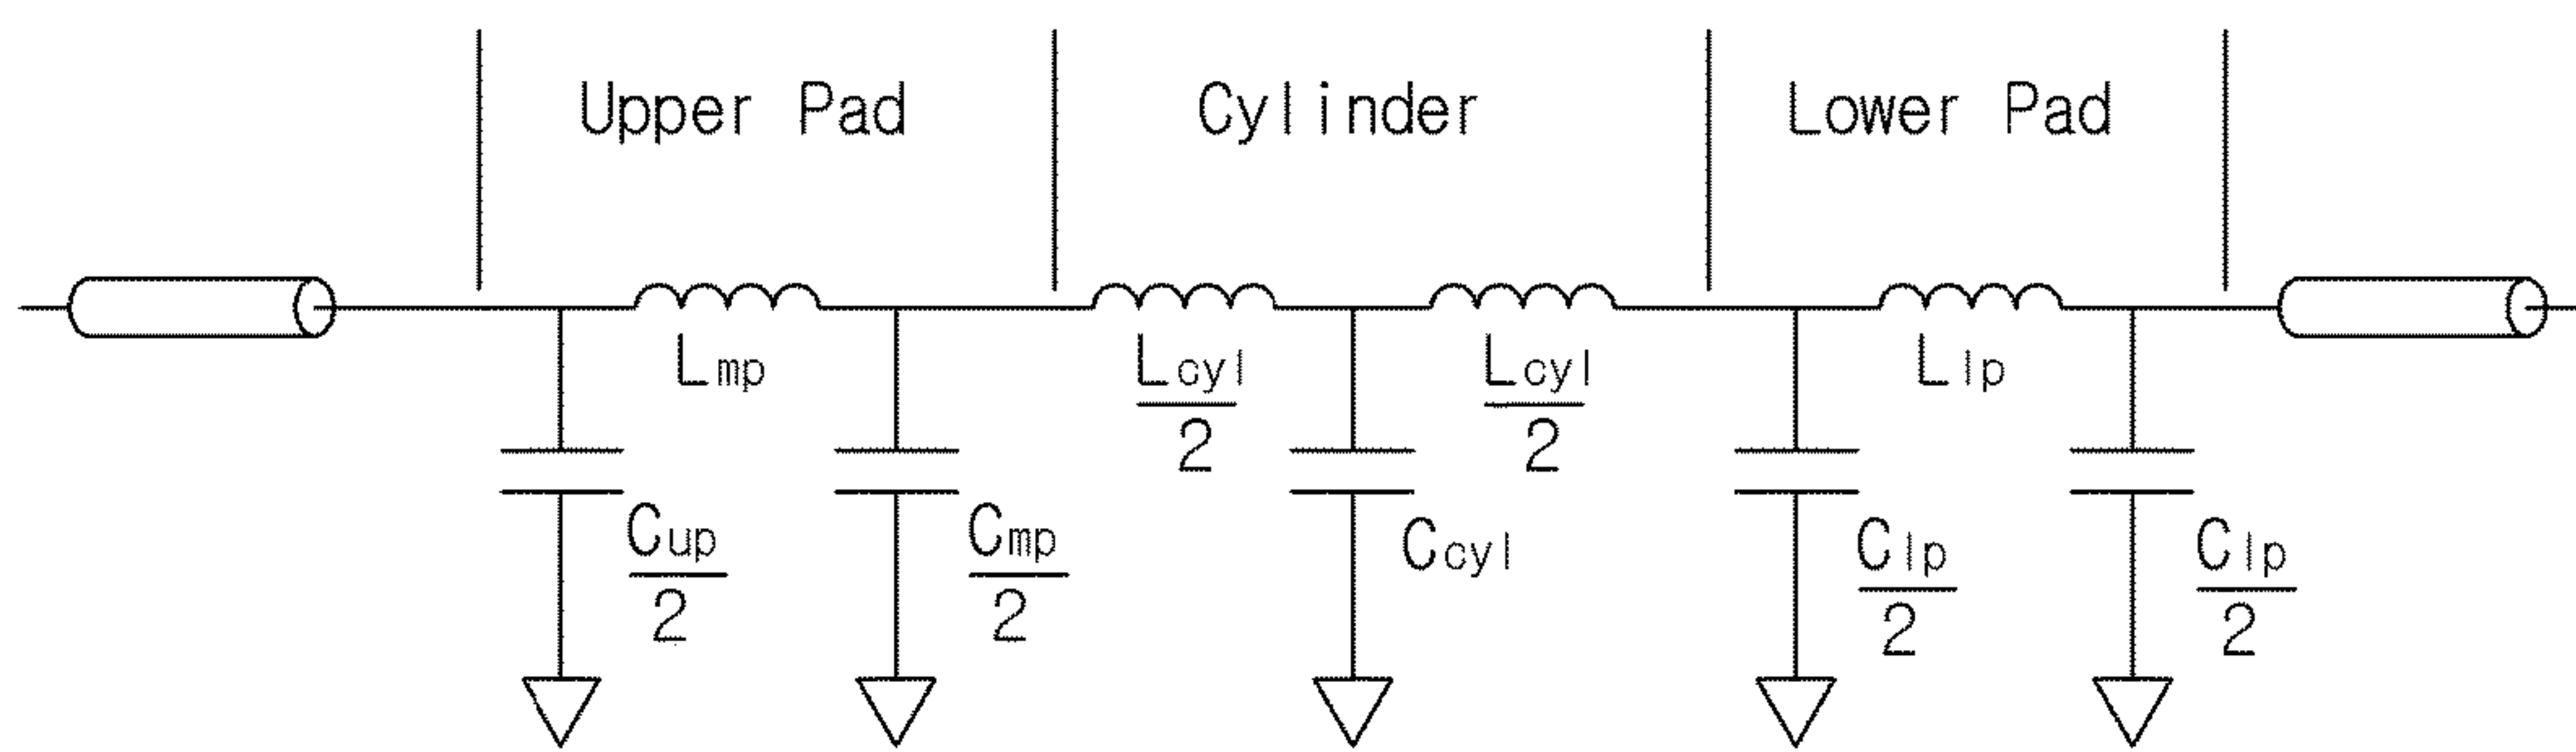 Upper Pad
Cylinder
Lower Pad
Lmp
Lcyl
2
Lcyl
2
Llp
Cup
2
Cmp
2
Ccyl
Clp
2
Clp
2